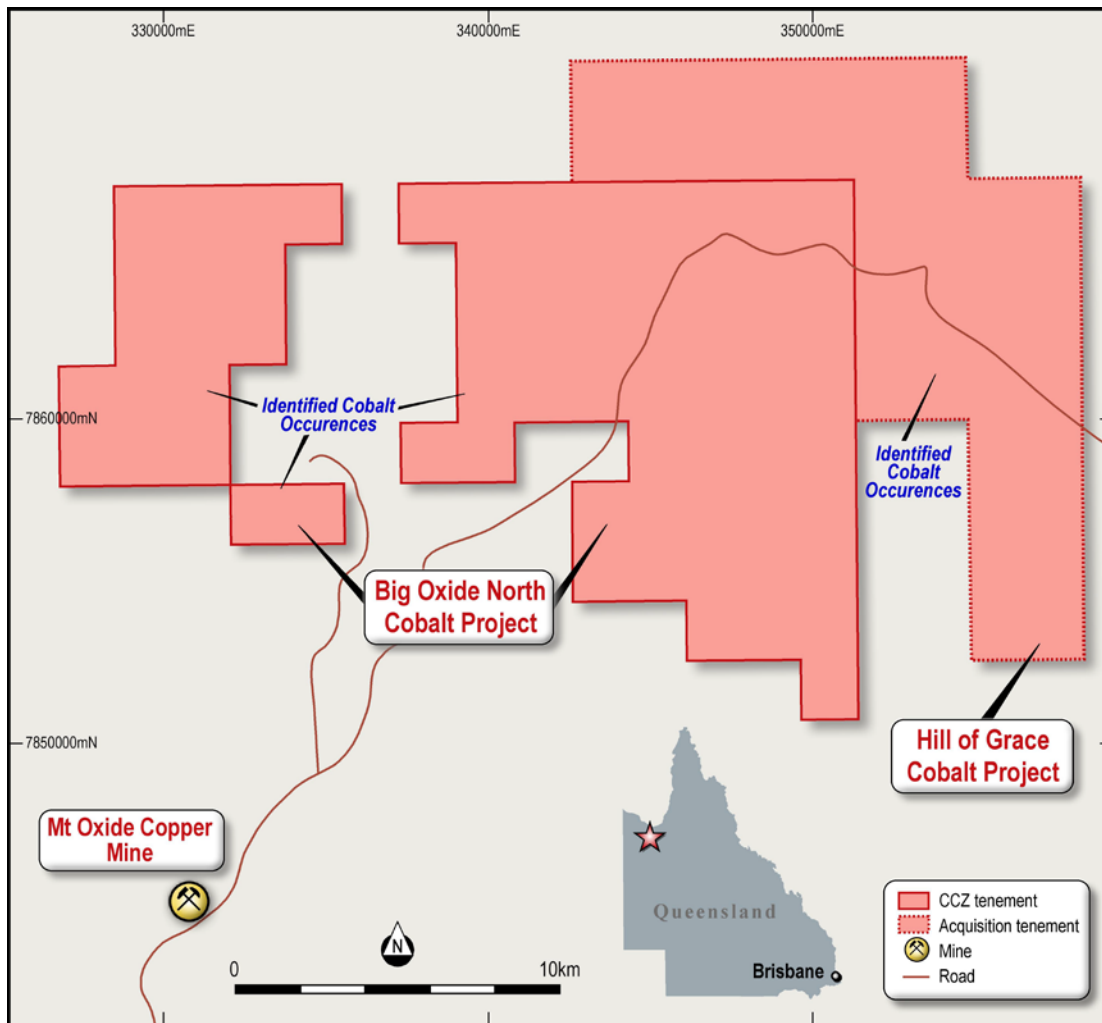 330000mE
340000mE
350000mE
7860000mN
Identified Cobalt
Occurences
Identified
Cobalt
Occurences
Big Oxide North
Cobalt Project
7850000mN
Hill of Grace
Cobalt Project
Mt Oxide Copper
Mine
Queensland
Brisbane
N
0
10km
CCZ tenement
Acquisition tenement
Mine
Road